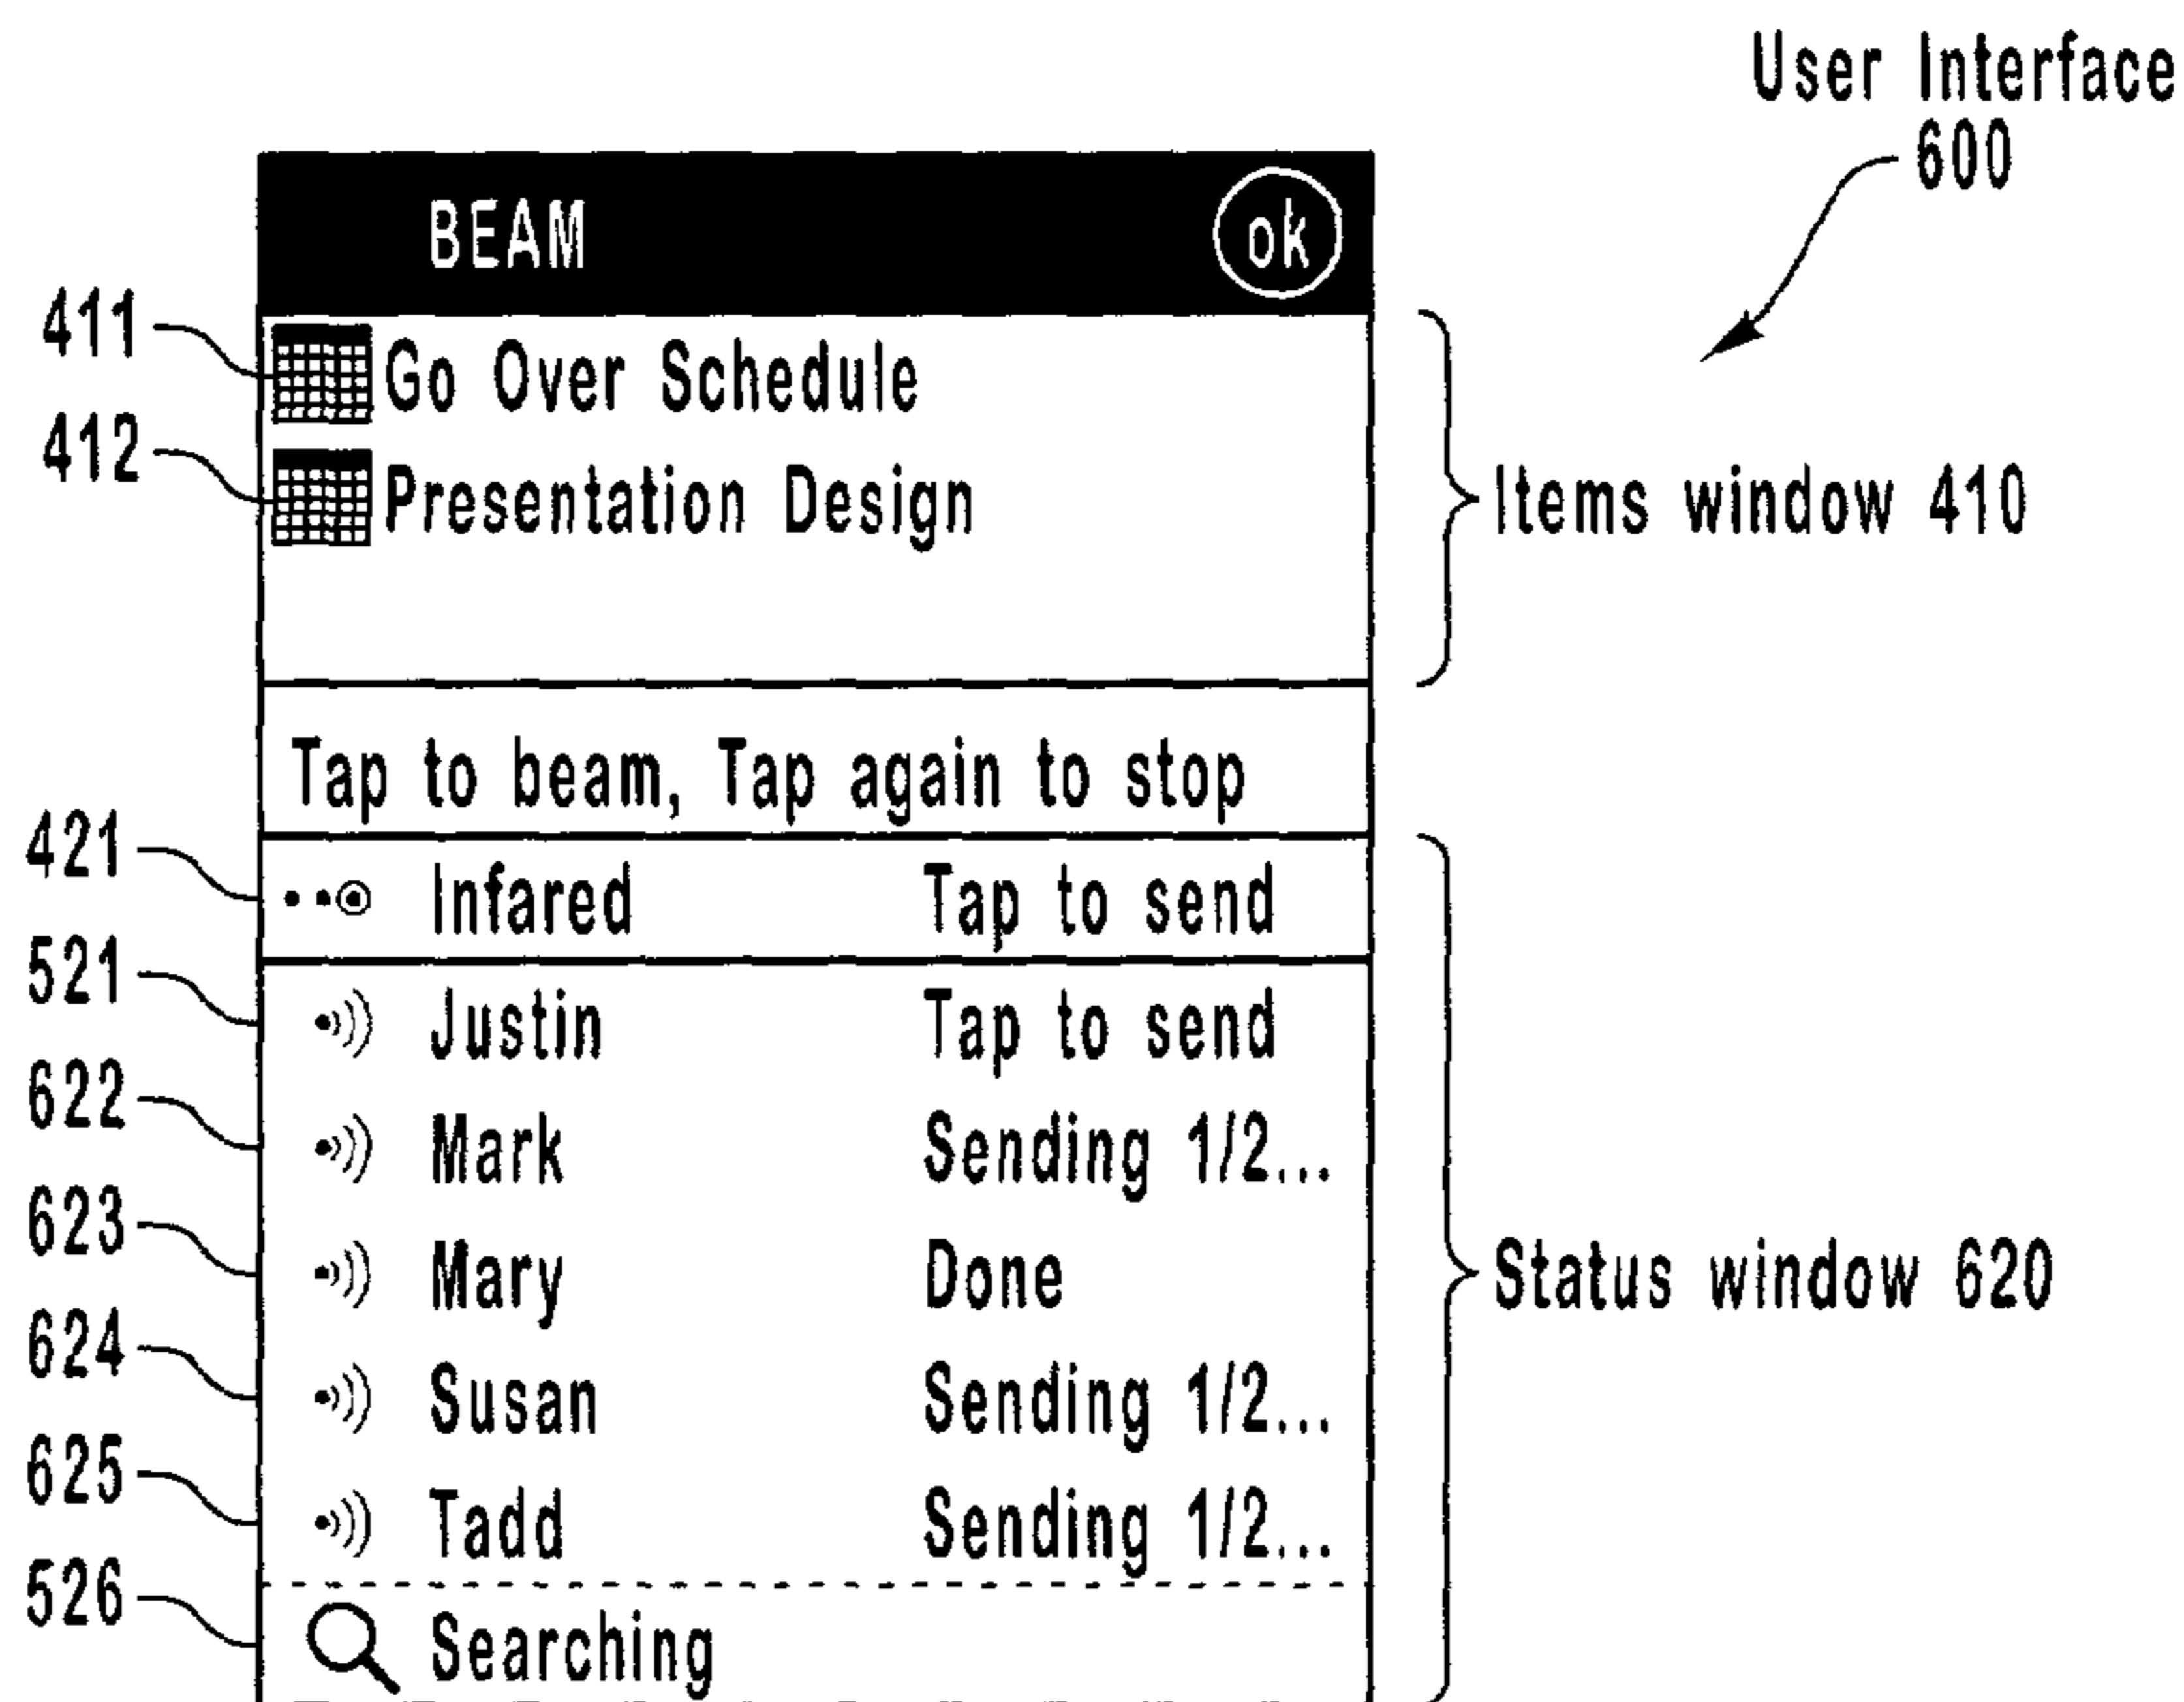 User Interface
600
BEAM ok
411 Go Over Schedule
412 Presentation Design
Items window 410
Tap to beam, Tap again to stop
421 Infared Tap to send
521 Justin Tap to send
622 Mark Sending 1/2...
623 Mary Done
Status window 620
624 Susan Sending 1/2...
625 Tadd Sending 1/2...
526 Searching